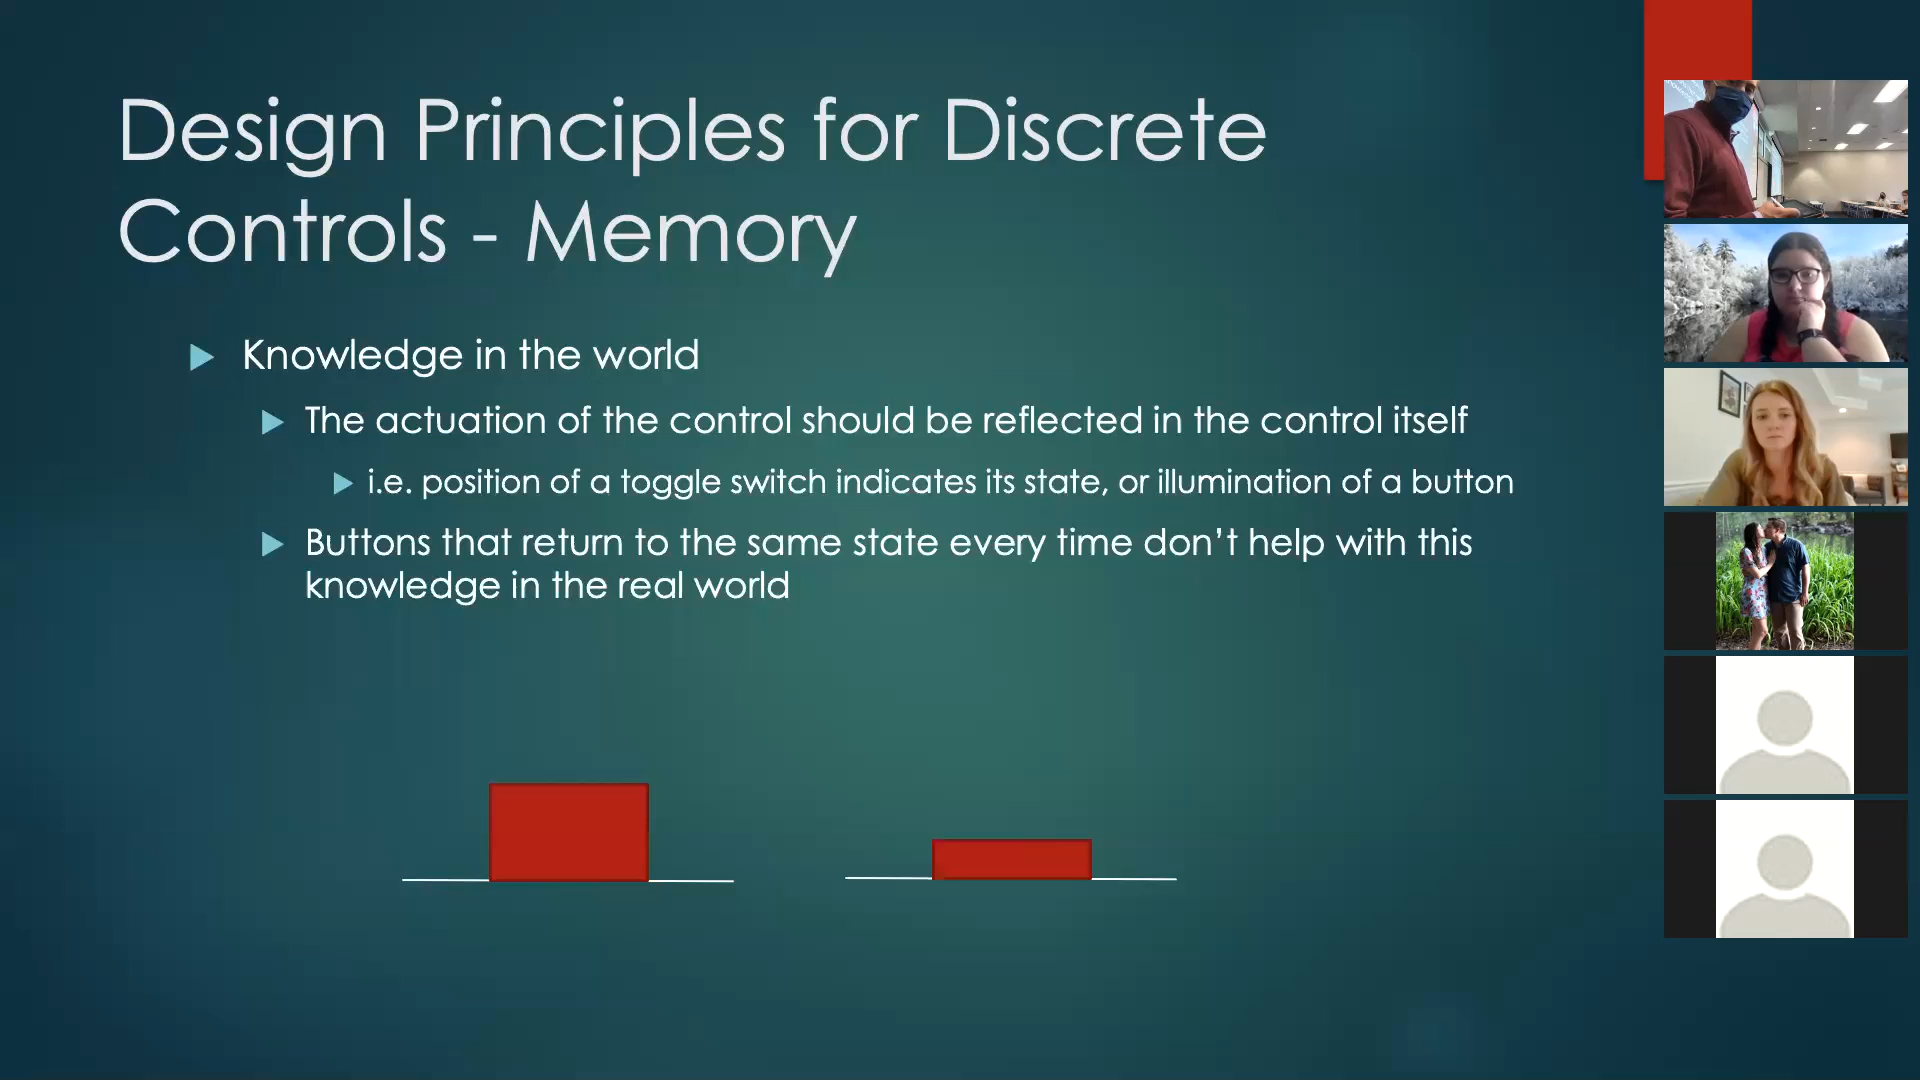 Design Principles for Discrete
Controls - Memory
Knowledge in the world
The actuation of the control should be reflected in the control itself
i.e. position of a toggle switch indicates its state, or illumination of a button
Buttons that return to the same state every time don’t help with this
knowledge in the real world